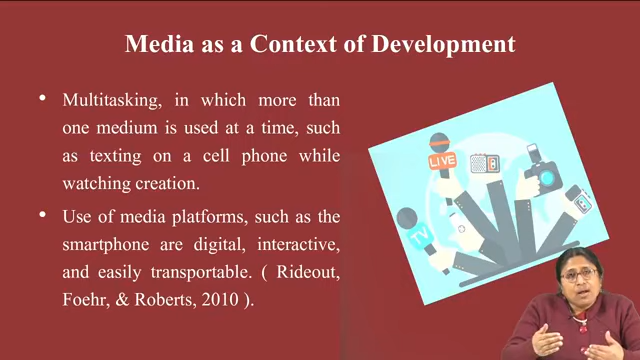 Media as a Context of Development
• Multitasking, in which more than
one medium is used at a time, such
as texting on a cell phone while
watching creation.
• Use of media platforms, such as the
smartphone are digital, interactive,
and easily transportable. ( Rideout,
Foehr, & Roberts, 2010 ).
LIVE
TV